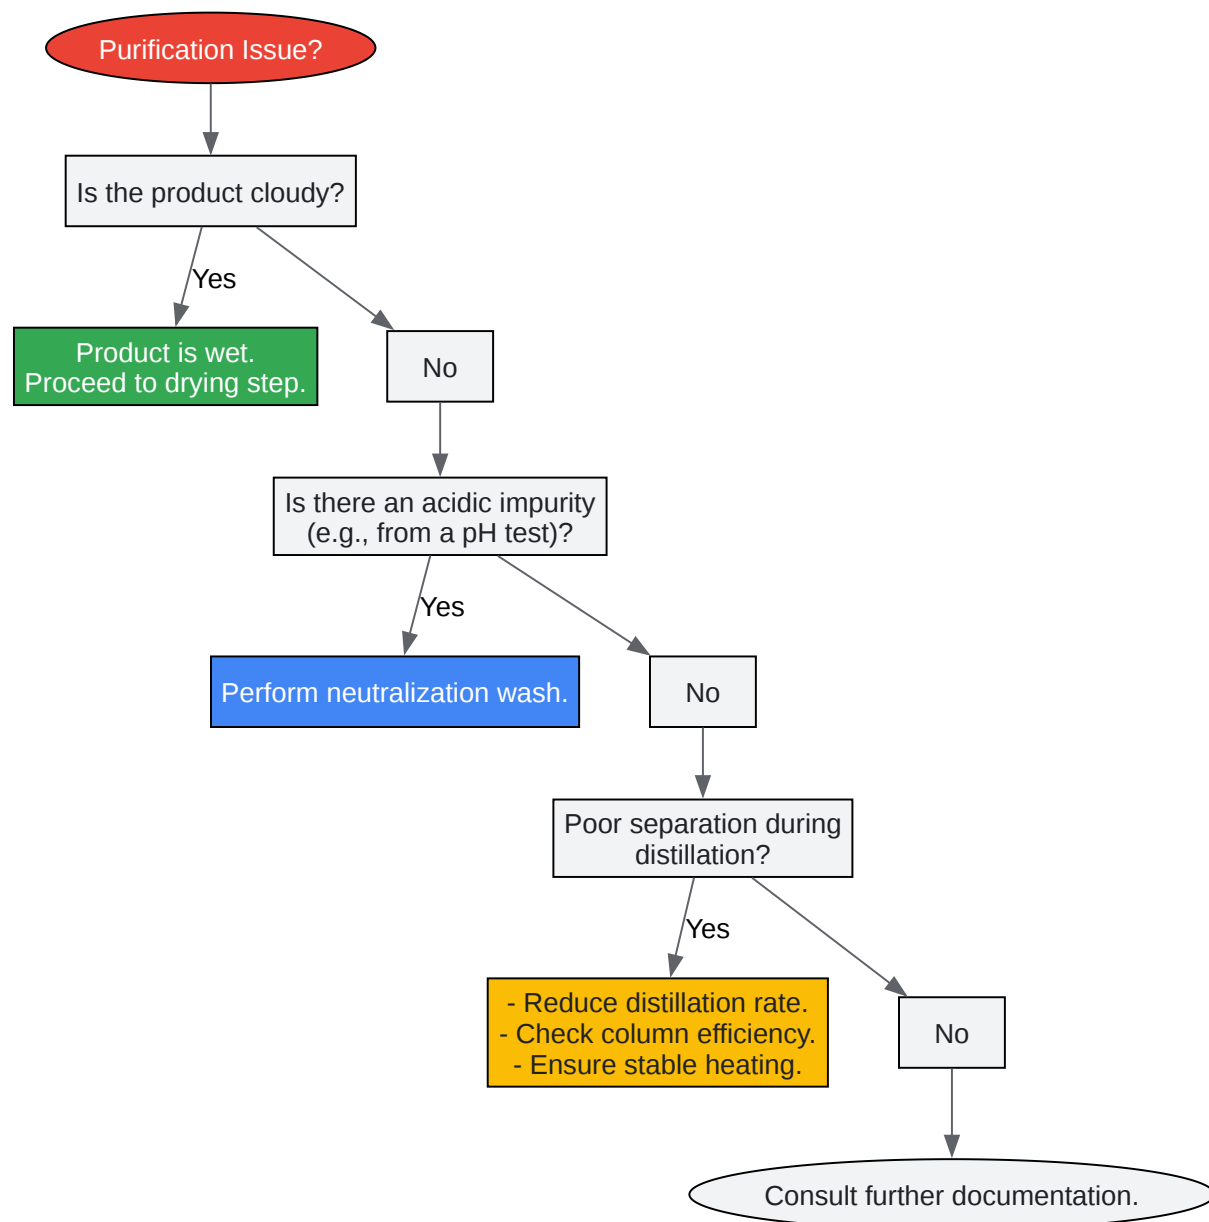 Purification Issue?
Is the product cloudy?
Yes
Product is wet.
Proceed to drying step.
No
Is there an acidic impurity
(e.g., from a pH test)?
Yes
Perform neutralization wash.
No
Poor separation during
distillation?
Yes
- Reduce distillation rate.
- Check column efficiency.
- Ensure stable heating.
No
Consult further documentation.